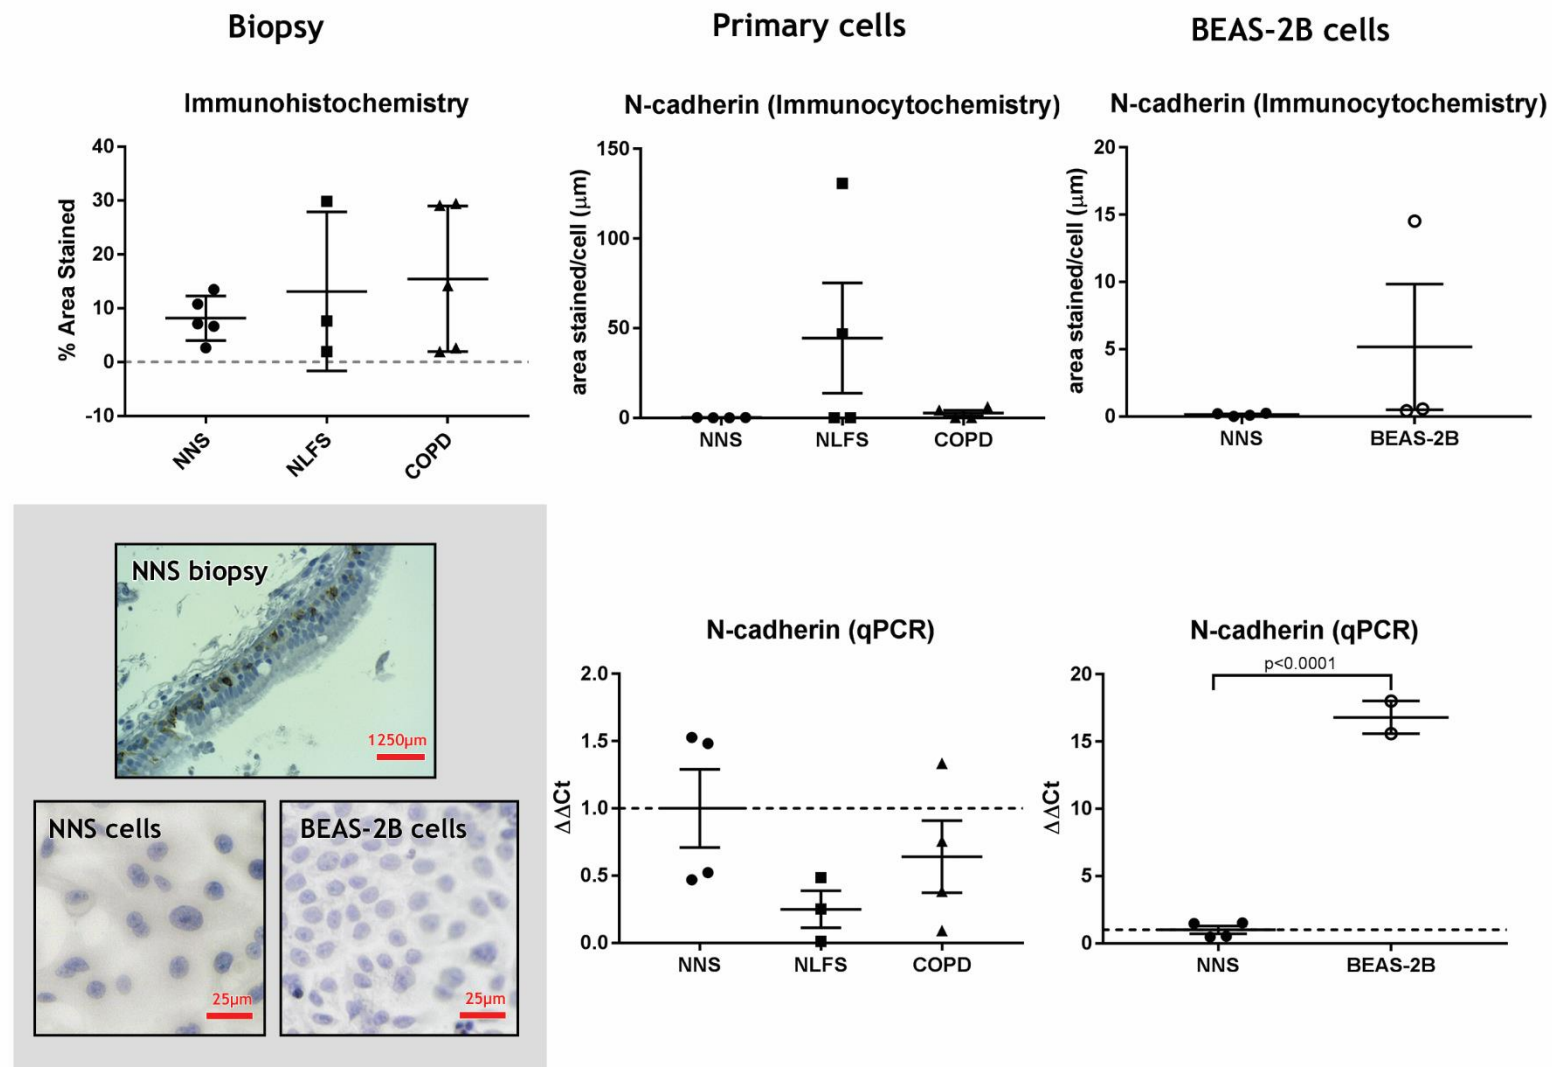 Biopsy
Primary cells
BEAS-2B cells
Immunohistochemistry
% Area Stained
40
30
20
10
0
-10
NNS
NLFS
COPD
N-cadherin (Immunocytochemistry)
area stained/cell (μm)
150
100
50
0
NNS
NLFS
COPD
N-cadherin (Immunocytochemistry)
area stained/cell (μm)
20
15
10
5
0
NNS
BEAS-2B
NNS biopsy
1250μm
NNS cells
25μm
BEAS-2B cells
25μm
N-cadherin (qPCR)
ΔΔCt
2.0
1.5
1.0
0.5
0.0
NNS
NLFS
COPD
N-cadherin (qPCR)
p<0.0001
ΔΔCt
20
15
10
5
0
NNS
BEAS-2B